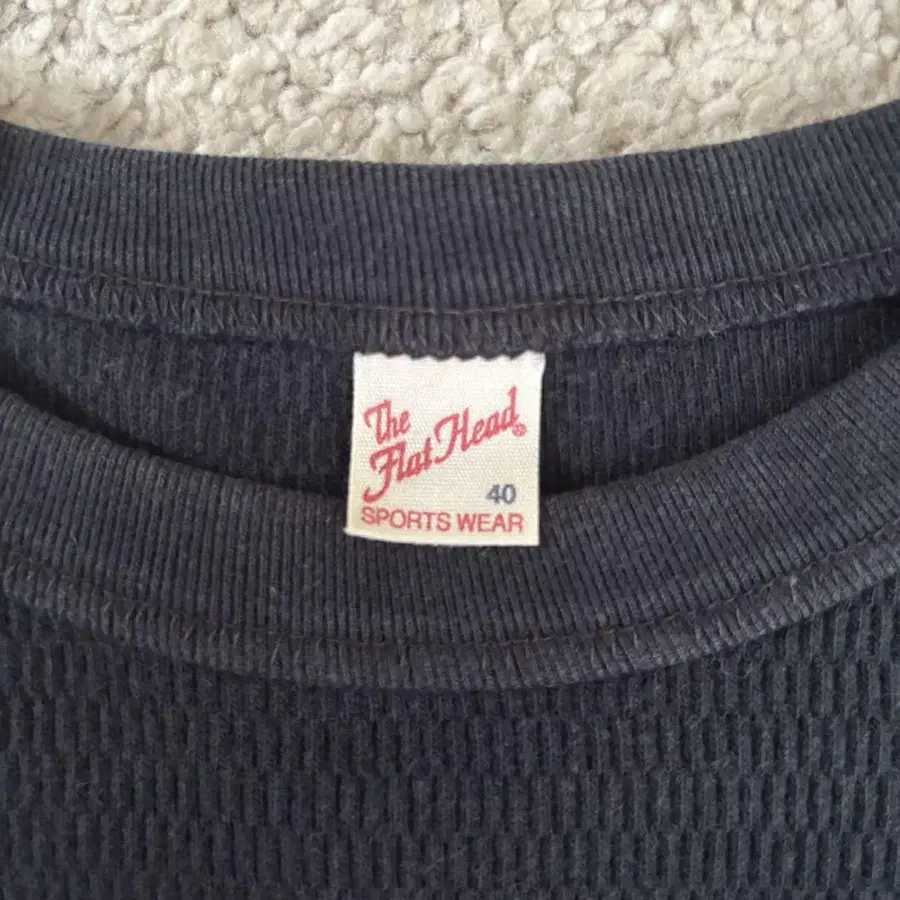 The
Flat Head®
40
SPORTS WEAR